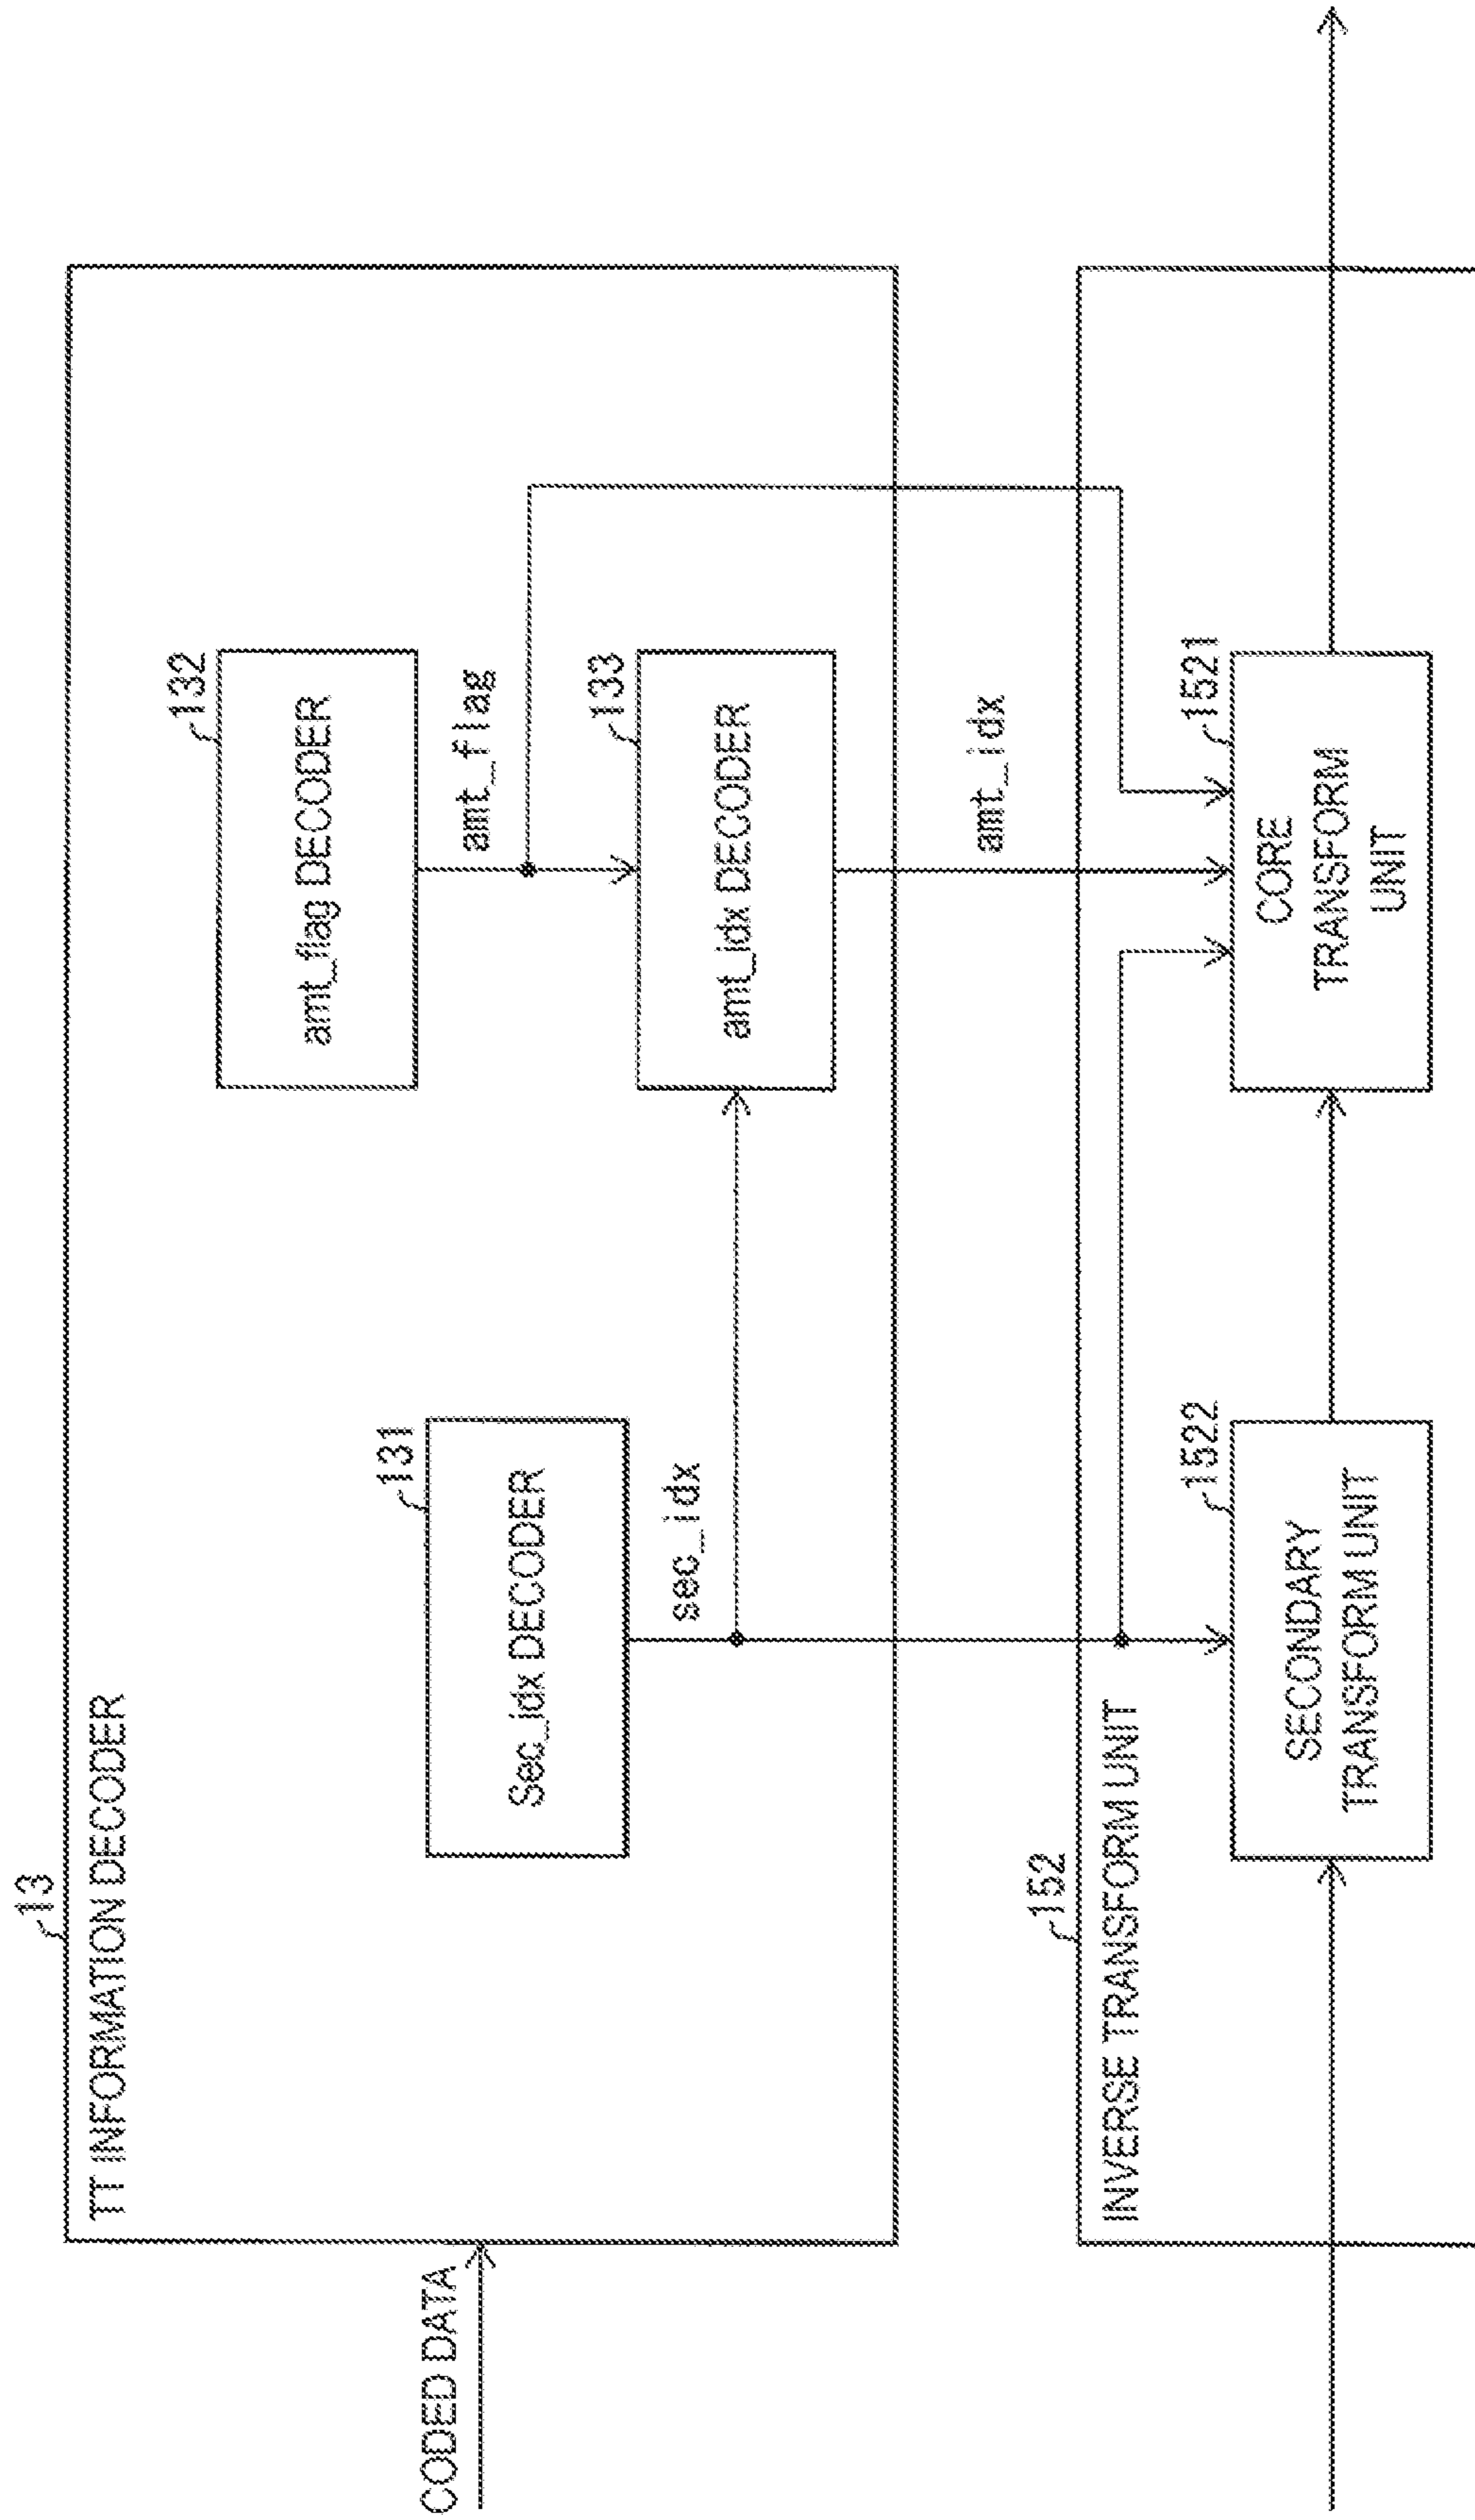 13
TT INFORMATION DECODER
CODED DATA
132
amt_flag DECODER
amt_flag
131
Sec_idx DECODER
sec_idx
133
amt_idx DECODER
amt_idx
152
INVERSE TRANSFORM UNIT
1522
SECONDARY
TRANSFORM UNIT
1521
CORE
TRANSFORM
UNIT